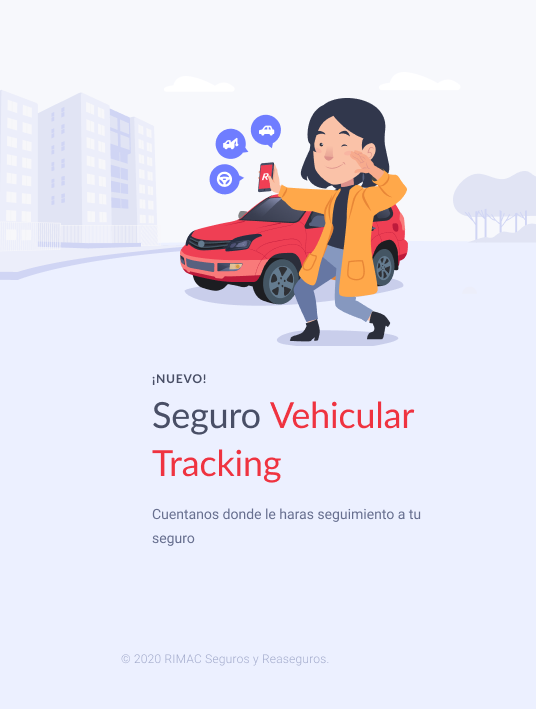 R
¡NUEVO!
Seguro Vehicular
Tracking
Cuentanos donde le haras seguimiento a tu
seguro
© 2020 RIMAC Seguros y Reaseguros.